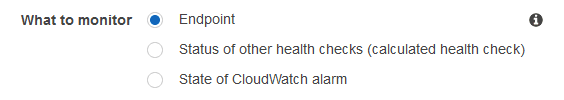 What to monitor Endpoint
Status of other health checks (calculated health check)
State of CloudWatch alarm